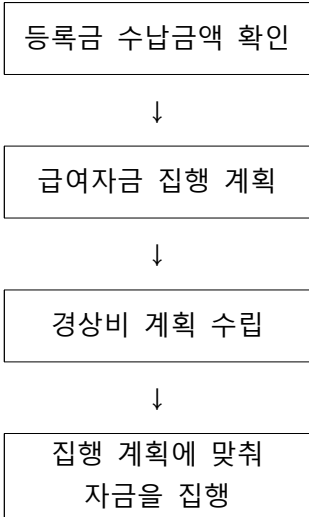 등록금 수납금액 확인
↓
급여자금 집행 계획
↓
경상비 계획 수립
↓
집행 계획에 맞춰
자금을 집행